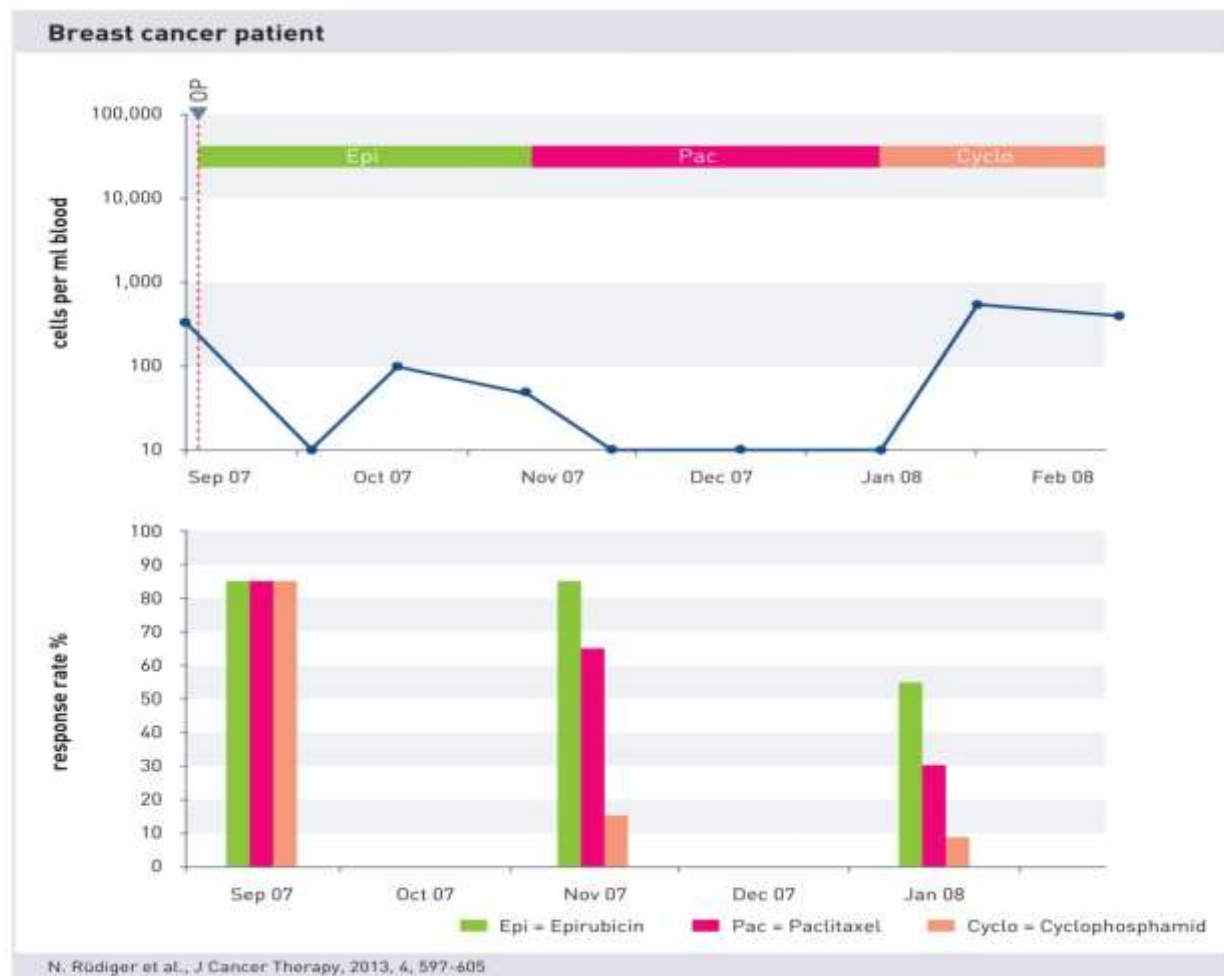 Breast cancer patient
OP
100,000
Epi Pac Cyclo
10,000
cells per ml blood
1,000
100
10
Sep 07 Oct 07 Nov 07 Dec 07 Jan 08 Feb 08
100
90
80
70
60
response rate %
50
40
30
20
10
0
Sep 07 Oct 07 Nov 07 Dec 07 Jan 08
Epi = Epirubicin Pac = Paclitaxel Cyclo = Cyclophosphamid
N. Rüdiger et al., J Cancer Therapy, 2013, 4, 597-605